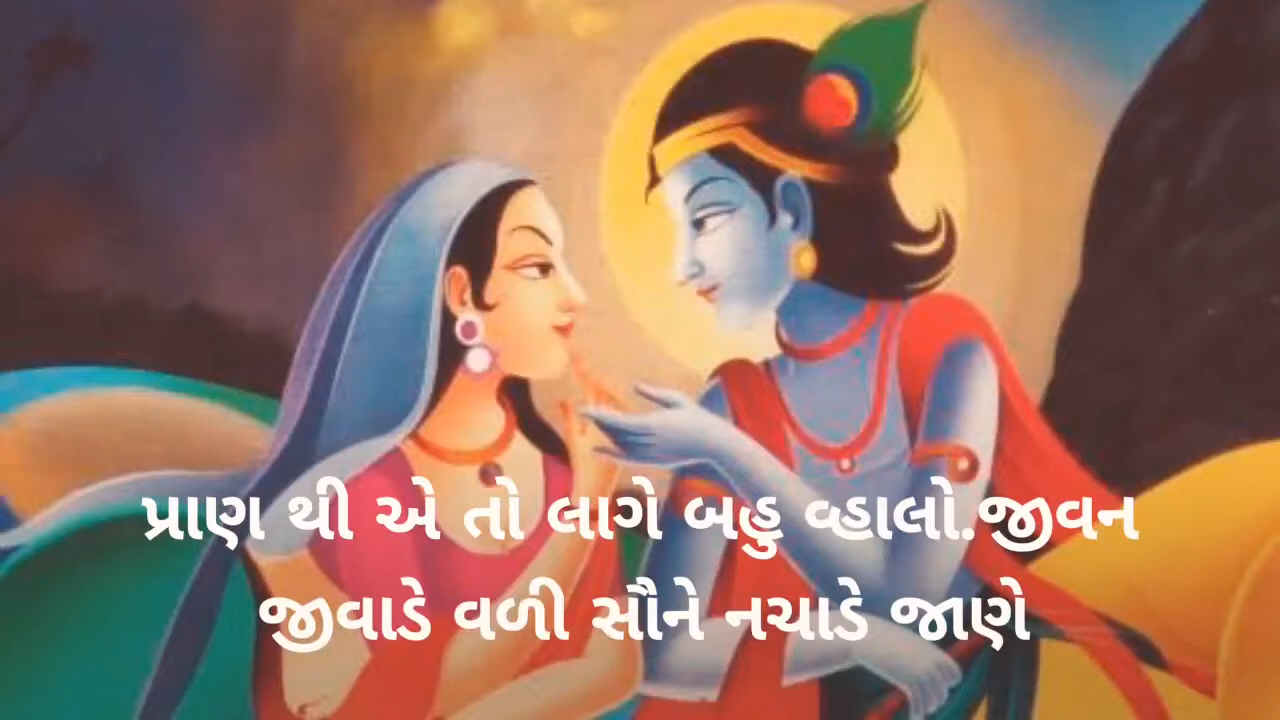 પ્રાણ થી એ તો લાગે બહુ વ્હાલો.જીવન
જીવાડે વળી સૌને નચાડે જાણે